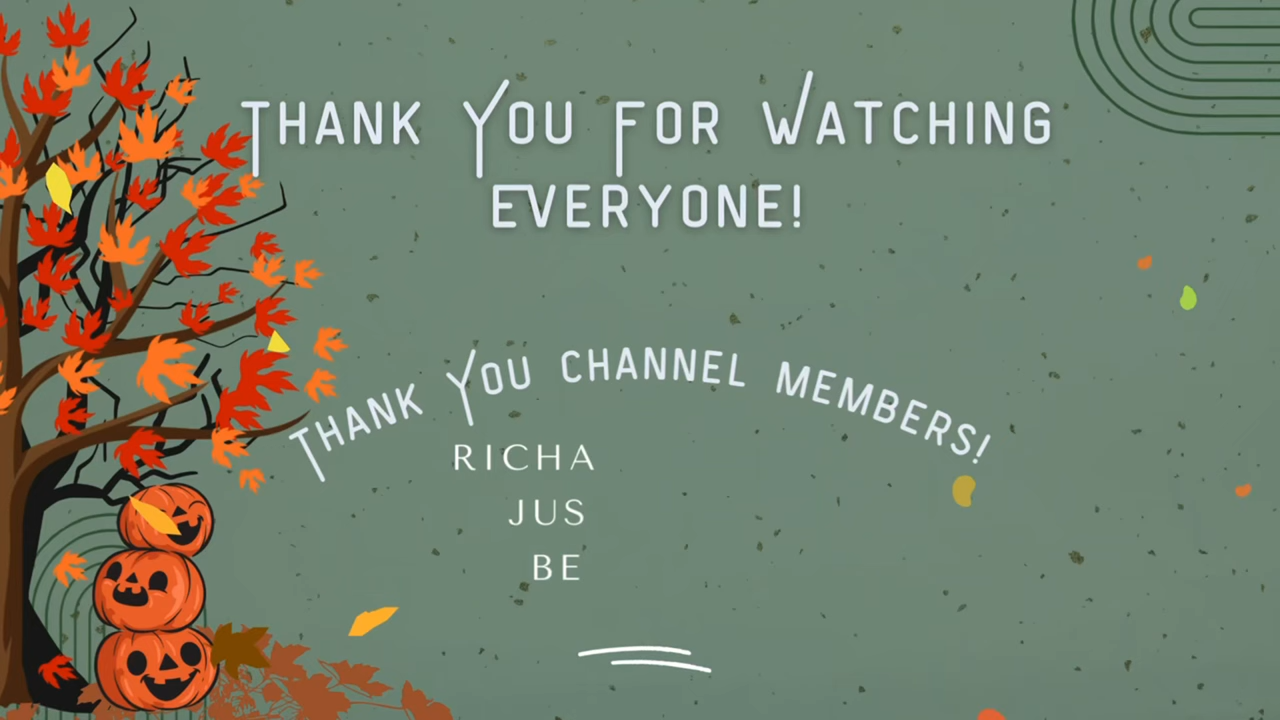 THANK YOU FOR WATCHING
EVERYONE!
THANK YOU CHANNEL MEMBERS!
RICHA
JUS
BE